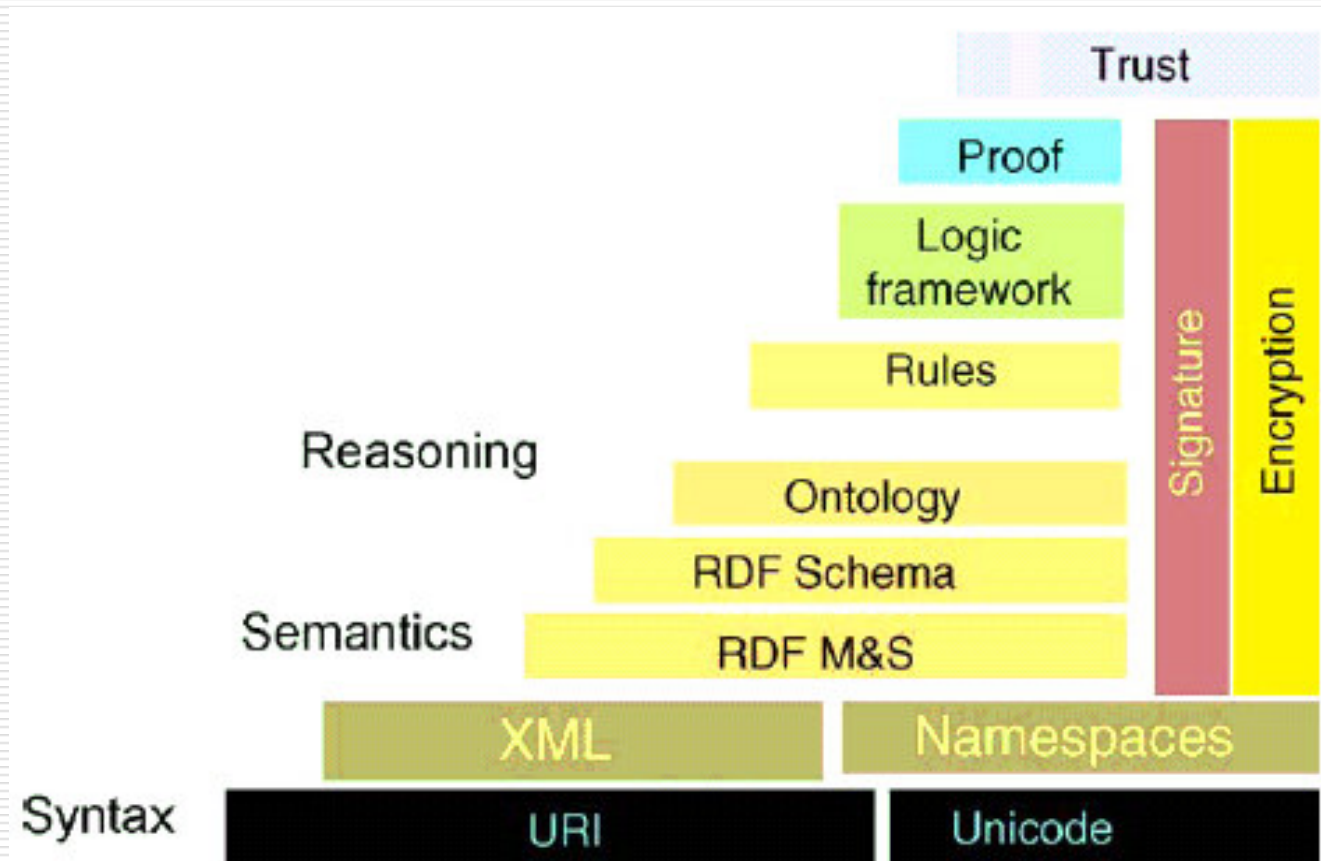 Trust
Proof
Logic
framework
Rules
Signature
Encryption
Reasoning
Ontology
RDF Schema
Semantics
RDF M&S
XML
Namespaces
Syntax
URI
Unicode